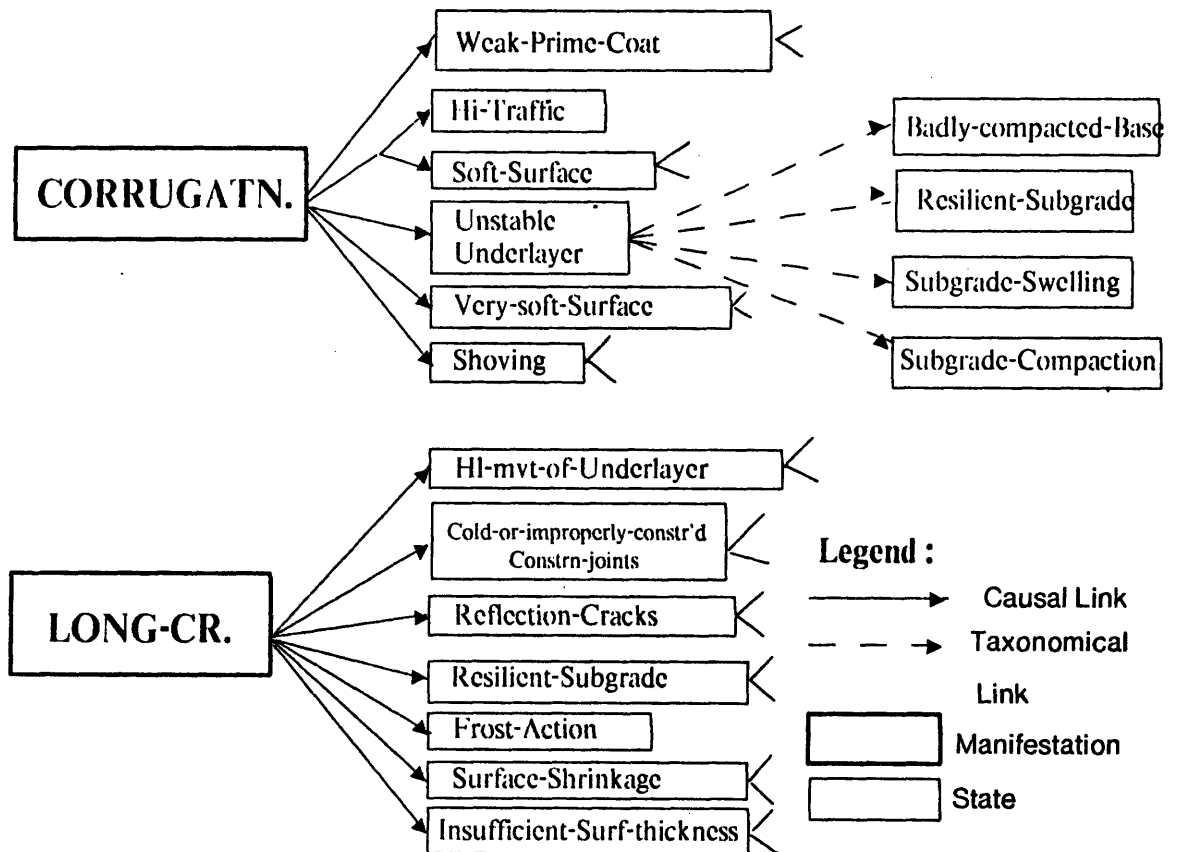 Weak-Prime-Coat
Hi-Traffic
Soft-Surface
CORRUGATN.
Unstable
Underlayer
Very-soft-Surface
Shoving
Badly-compacted-Base
Resilient-Subgrade
Subgrade-Swelling
Subgrade-Compaction
HI-mvt-of-Underlayer
Cold-or-improperly-constr'd
Constrn-joints
Reflection-Cracks
LONG-CR.
Resilient-Subgrade
Frost-Action
Surface-Shrinkage
Insufficient-Surf-thickness
Legend :
Causal Link
Taxonomical
Link
Manifestation
State